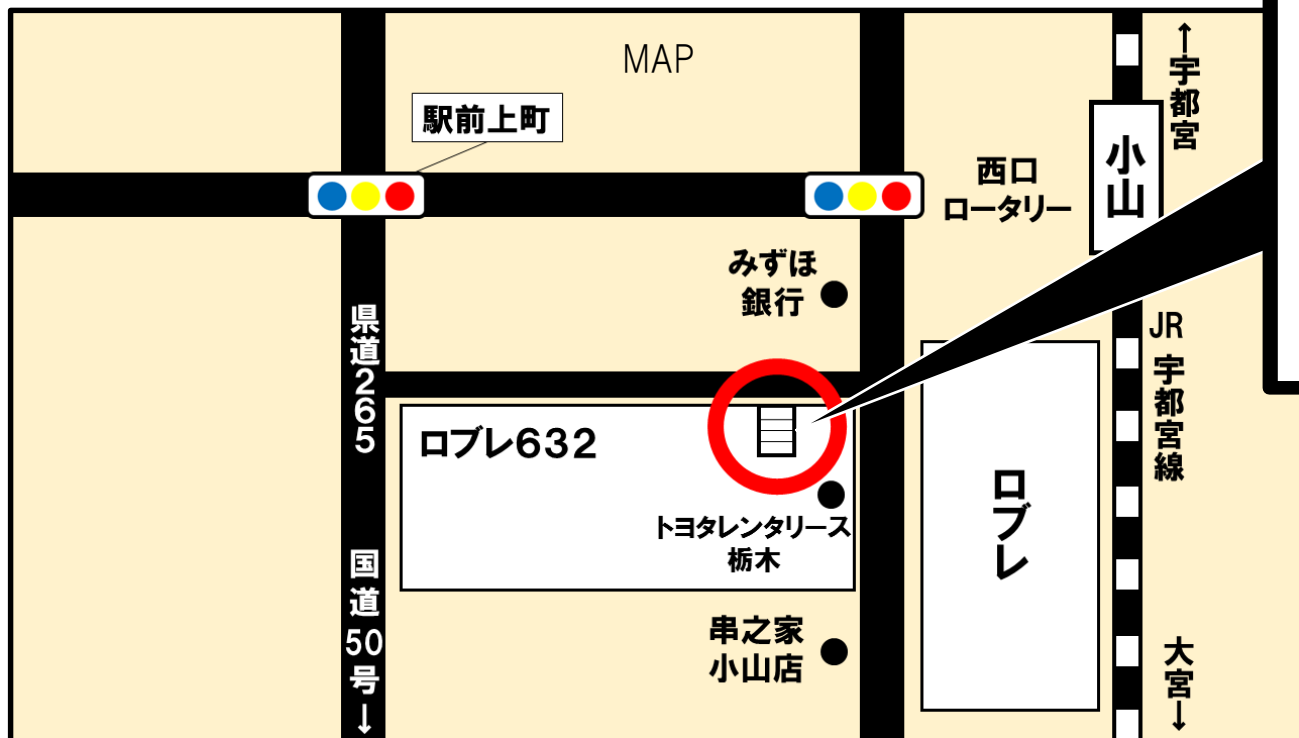 MAP
駅前上町
↑宇都宮
小山
西口
ロータリー
みずほ
銀行
県道265
JR
宇都宮線
ロブレ632
ロブレ
トヨタレンタリース
栃木
国道50号↓
串之家
小山店
大宮↓